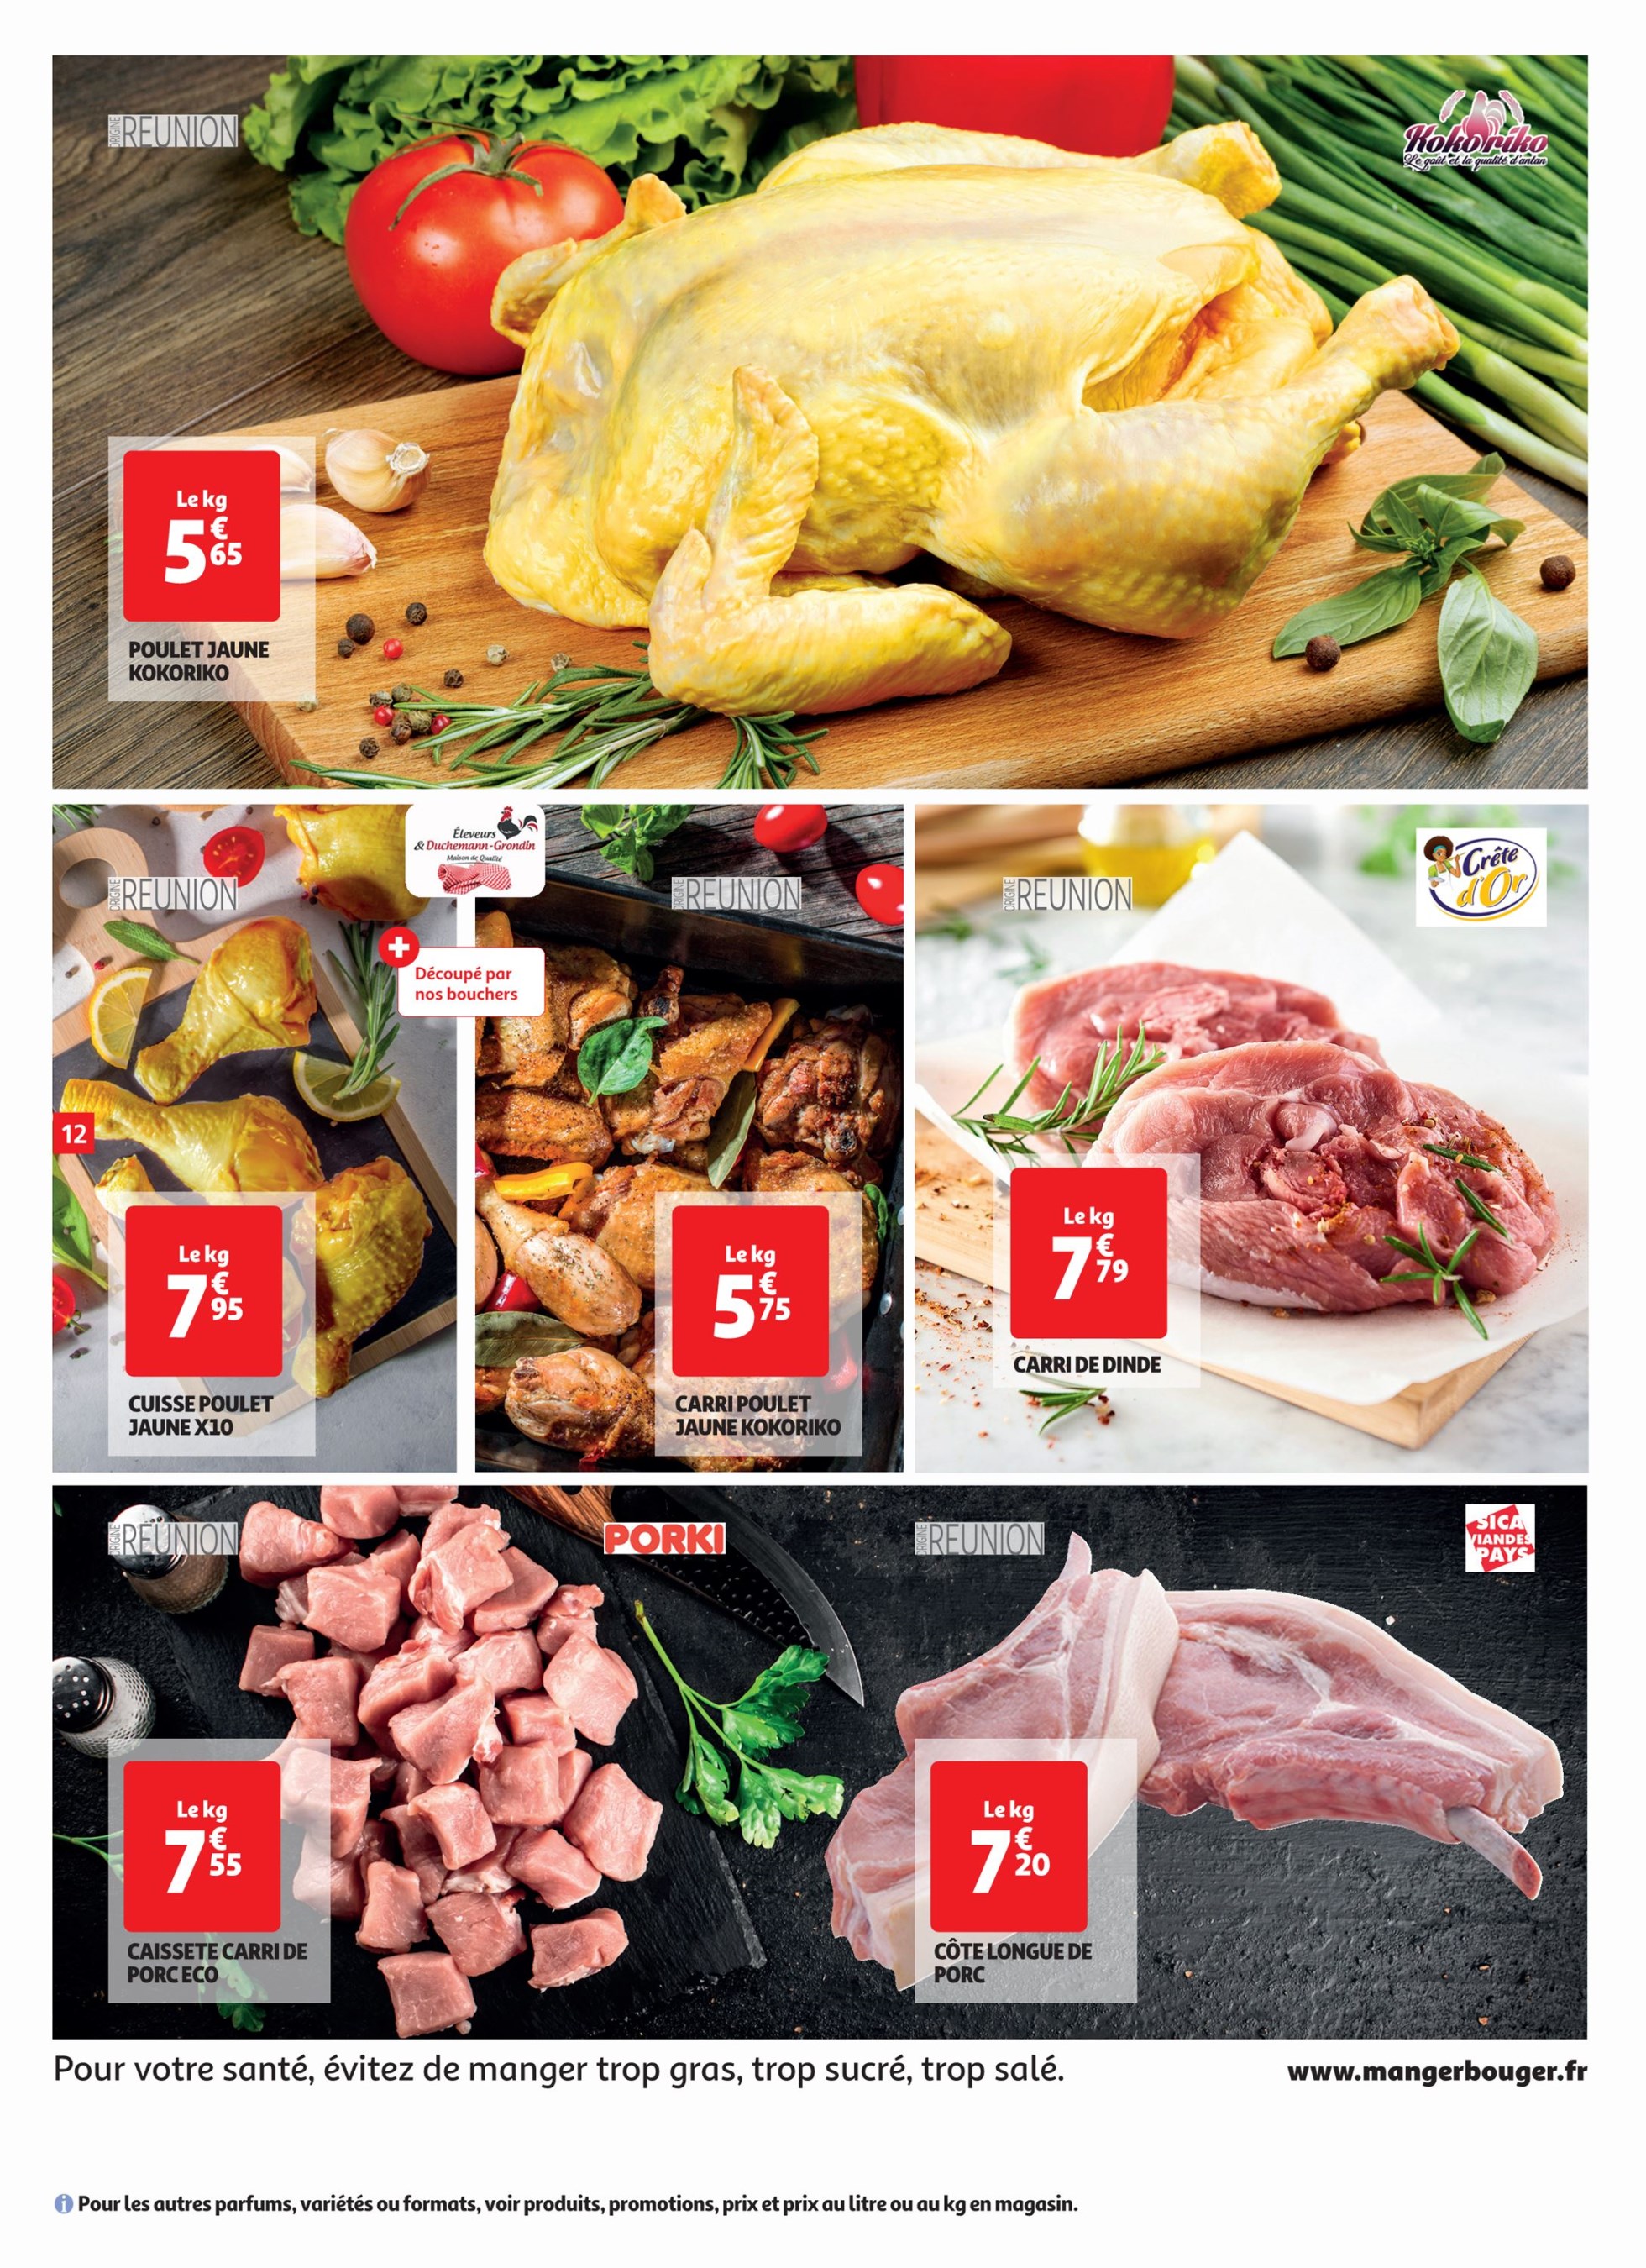 ORIGINE REUNION
Kokoriko
Le goût et la qualité d'antan
Le kg
5€65
POULET JAUNE
KOKORIKO
Éleveurs
& Duchemann-Grondin
Maison de Qualité
ORIGINE REUNION
Découpé par
nos bouchers
12
Le kg
7€95
CUISSE POULET
JAUNE X10
ORIGINE REUNION
Le kg
5€75
CARRI POULET
JAUNE KOKORIKO
ORIGINE REUNION
Crête
d'Or
Le kg
7€79
CARRI DE DINDE
ORIGINE REUNION
PORKI
Le kg
7€55
CAISSETE CARRI DE
PORC ECO
ORIGINE REUNION
SICA
VIANDES
PAYS
Le kg
7€20
CÔTE LONGUE DE
PORC
Pour votre santé, évitez de manger trop gras, trop sucré, trop salé.
www.mangerbouger.fr
i Pour les autres parfums, variétés ou formats, voir produits, promotions, prix et prix au litre ou au kg en magasin.